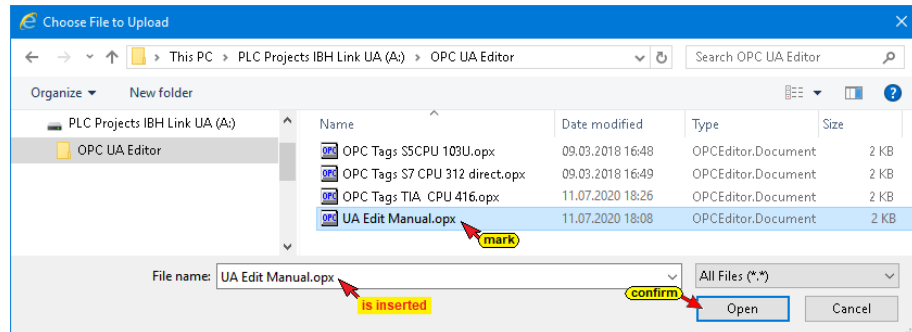 Choose File to Upload
This PC > PLC Projects IBH Link UA (A:) > OPC UA Editor
Search OPC UA Editor
Organize
New folder
PLC Projects IBH Link UA (A:)
OPC UA Editor
Name Date modified Type Size
OPC Tags S5CPU 103U.opx 09.03.2018 16:48 OPCEditor.Document 2 KB
OPC Tags S7 CPU 312 direct.opx 09.03.2018 16:49 OPCEditor.Document 2 KB
OPC Tags TIA CPU 416.opx 11.07.2020 18:26 OPCEditor.Document 2 KB
UA Edit Manual.opx 11.07.2020 18:08 OPCEditor.Document 2 KB
mark
File name: UA Edit Manual.opx All Files (*.*)
is inserted
confirm
Open Cancel